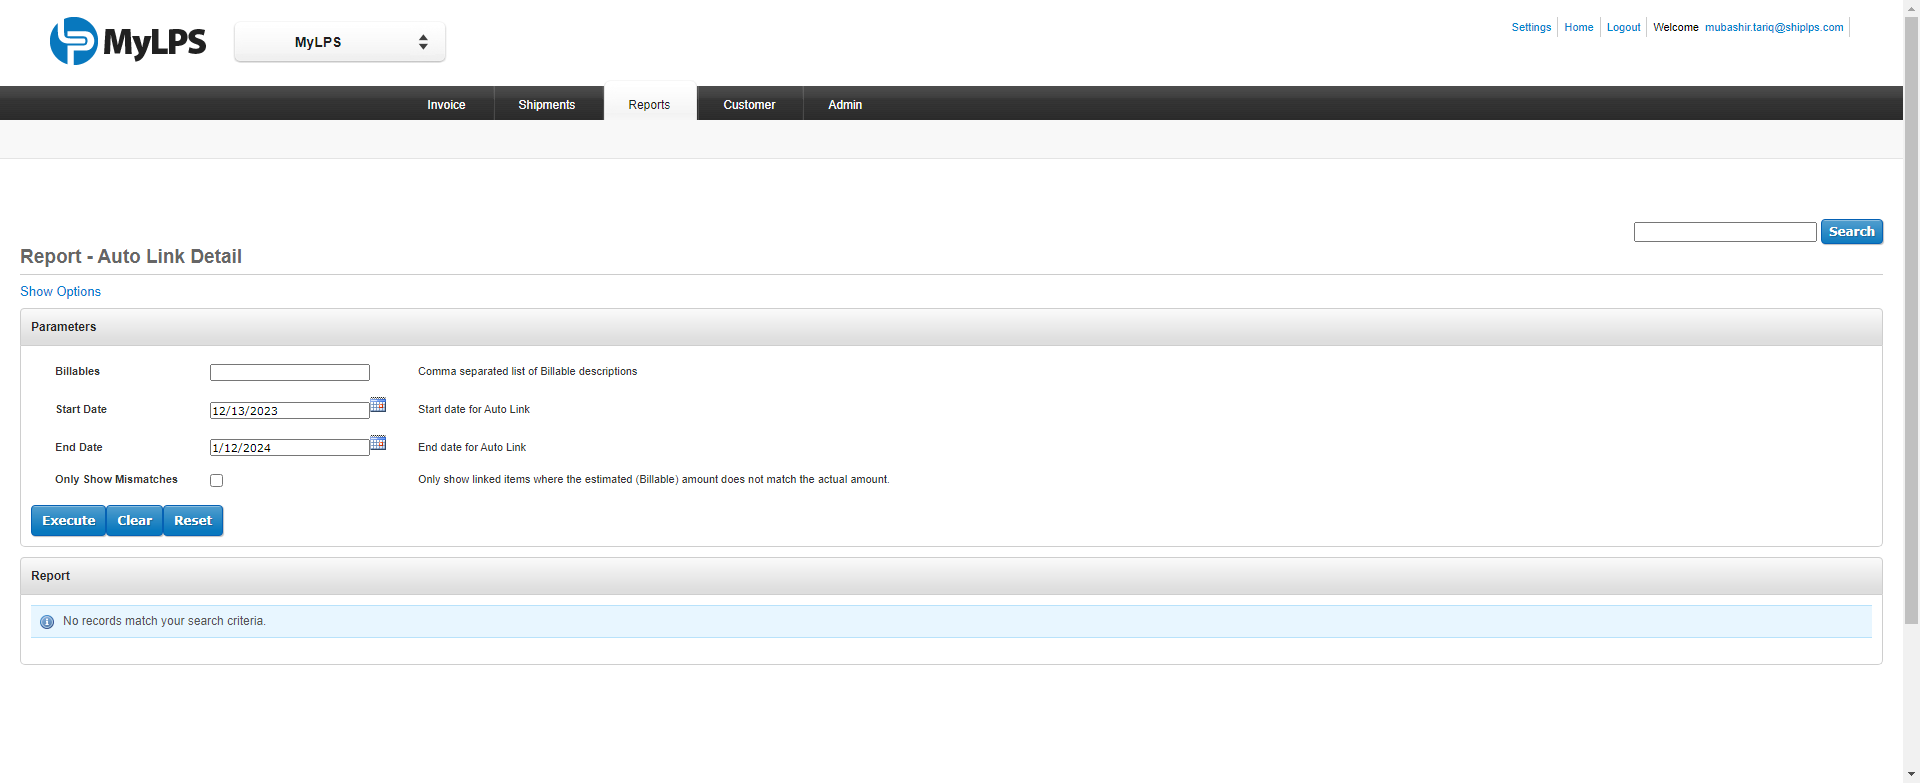 MyLPS
MyLPS
Settings Home Logout Welcome mubashir.tariq@shiplps.com
Invoice Shipments Reports Customer Admin
Search
Report - Auto Link Detail
Show Options
Parameters
Billables Comma separated list of Billable descriptions
Start Date 12/13/2023 Start date for Auto Link
End Date 1/12/2024 End date for Auto Link
Only Show Mismatches Only show linked items where the estimated (Billable) amount does not match the actual amount.
Execute Clear Reset
Report
No records match your search criteria.